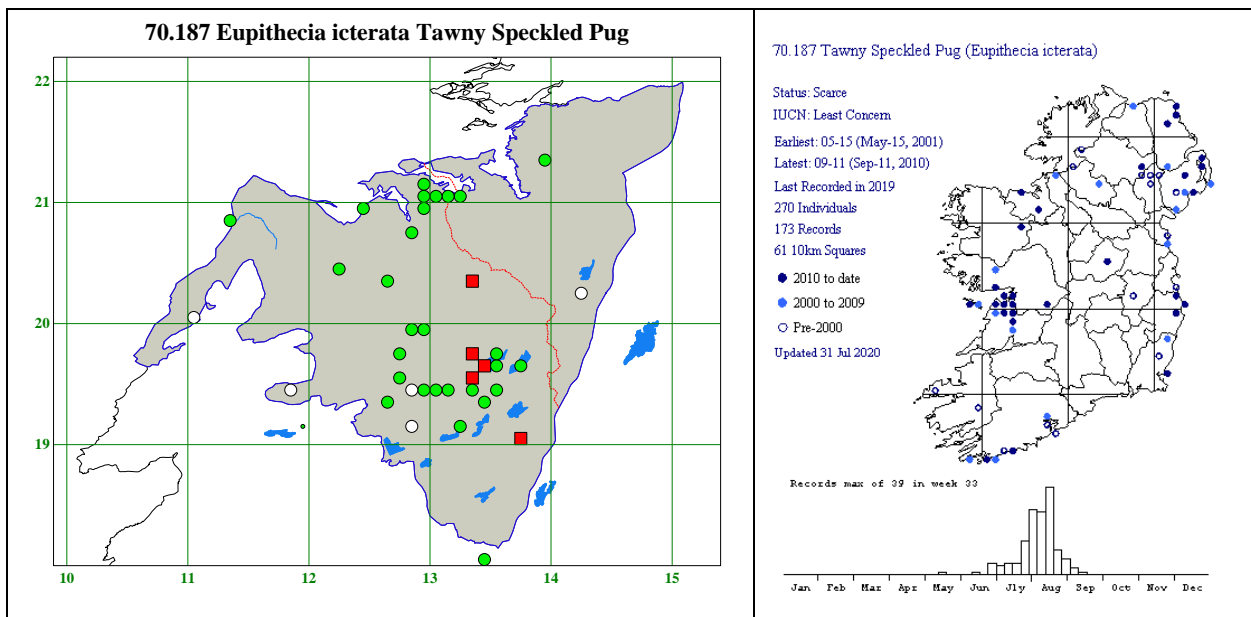 70.187 Eupithecia icterata Tawny Speckled Pug
22
21
20
19
10 11 12 13 14 15
70.187 Tawny Speckled Pug (Eupithecia icterata)
Status: Scarce
IUCN: Least Concern
Earliest: 05-15 (May-15, 2001)
Latest: 09-11 (Sep-11, 2010)
Last Recorded in 2019
270 Individuals
173 Records
61 10km Squares
2010 to date
2000 to 2009
Pre-2000
Updated 31 Jul 2020
Records max of 39 in week 33
Jan Feb Mar Apr May Jun Jly Aug Sep Oct Nov Dec